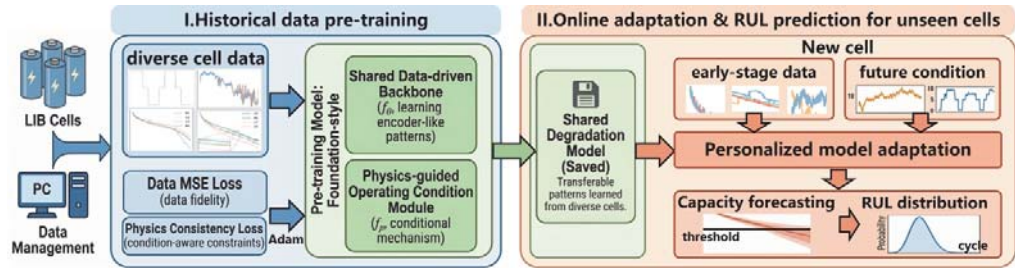 I.Historical data pre-training
II.Online adaptation & RUL prediction for unseen cells
LIB Cells
PC
Data
Management
diverse cell data
Data MSE Loss
(data fidelity)
Physics Consistency Loss
(condition-aware constraints)
Adam
Pre-training Model:
Foundation-style
Shared Data-driven
Backbone
(fθ, learning
encoder-like
patterns)
Physics-guided
Operating Condition
Module
(fp, conditional
mechanism)
Shared
Degradation
Model
(Saved)
Transferable
patterns learned
from diverse cells.
New cell
early-stage data
future condition
Personalized model adaptation
Capacity forecasting
threshold
RUL distribution
Probability
cycle